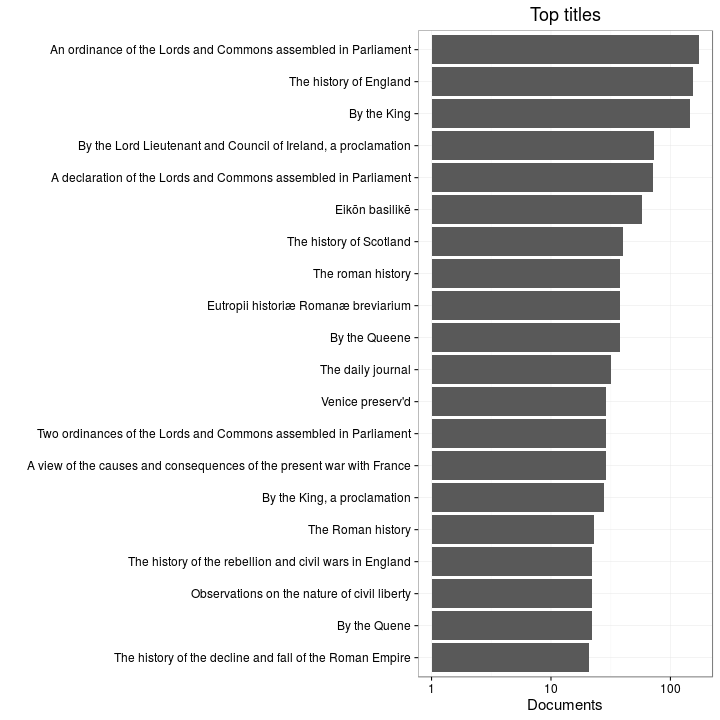 Top titles
An ordinance of the Lords and Commons assembled in Parliament
The history of England
By the King
By the Lord Lieutenant and Council of Ireland, a proclamation
A declaration of the Lords and Commons assembled in Parliament
Eikōn basilikē
The history of Scotland
The roman history
Eutropii historiæ Romanæ breviarium
By the Queene
The daily journal
Venice preserv'd
Two ordinances of the Lords and Commons assembled in Parliament
A view of the causes and consequences of the present war with France
By the King, a proclamation
The Roman history
The history of the rebellion and civil wars in England
Observations on the nature of civil liberty
By the Quene
The history of the decline and fall of the Roman Empire
1 10 100
Documents